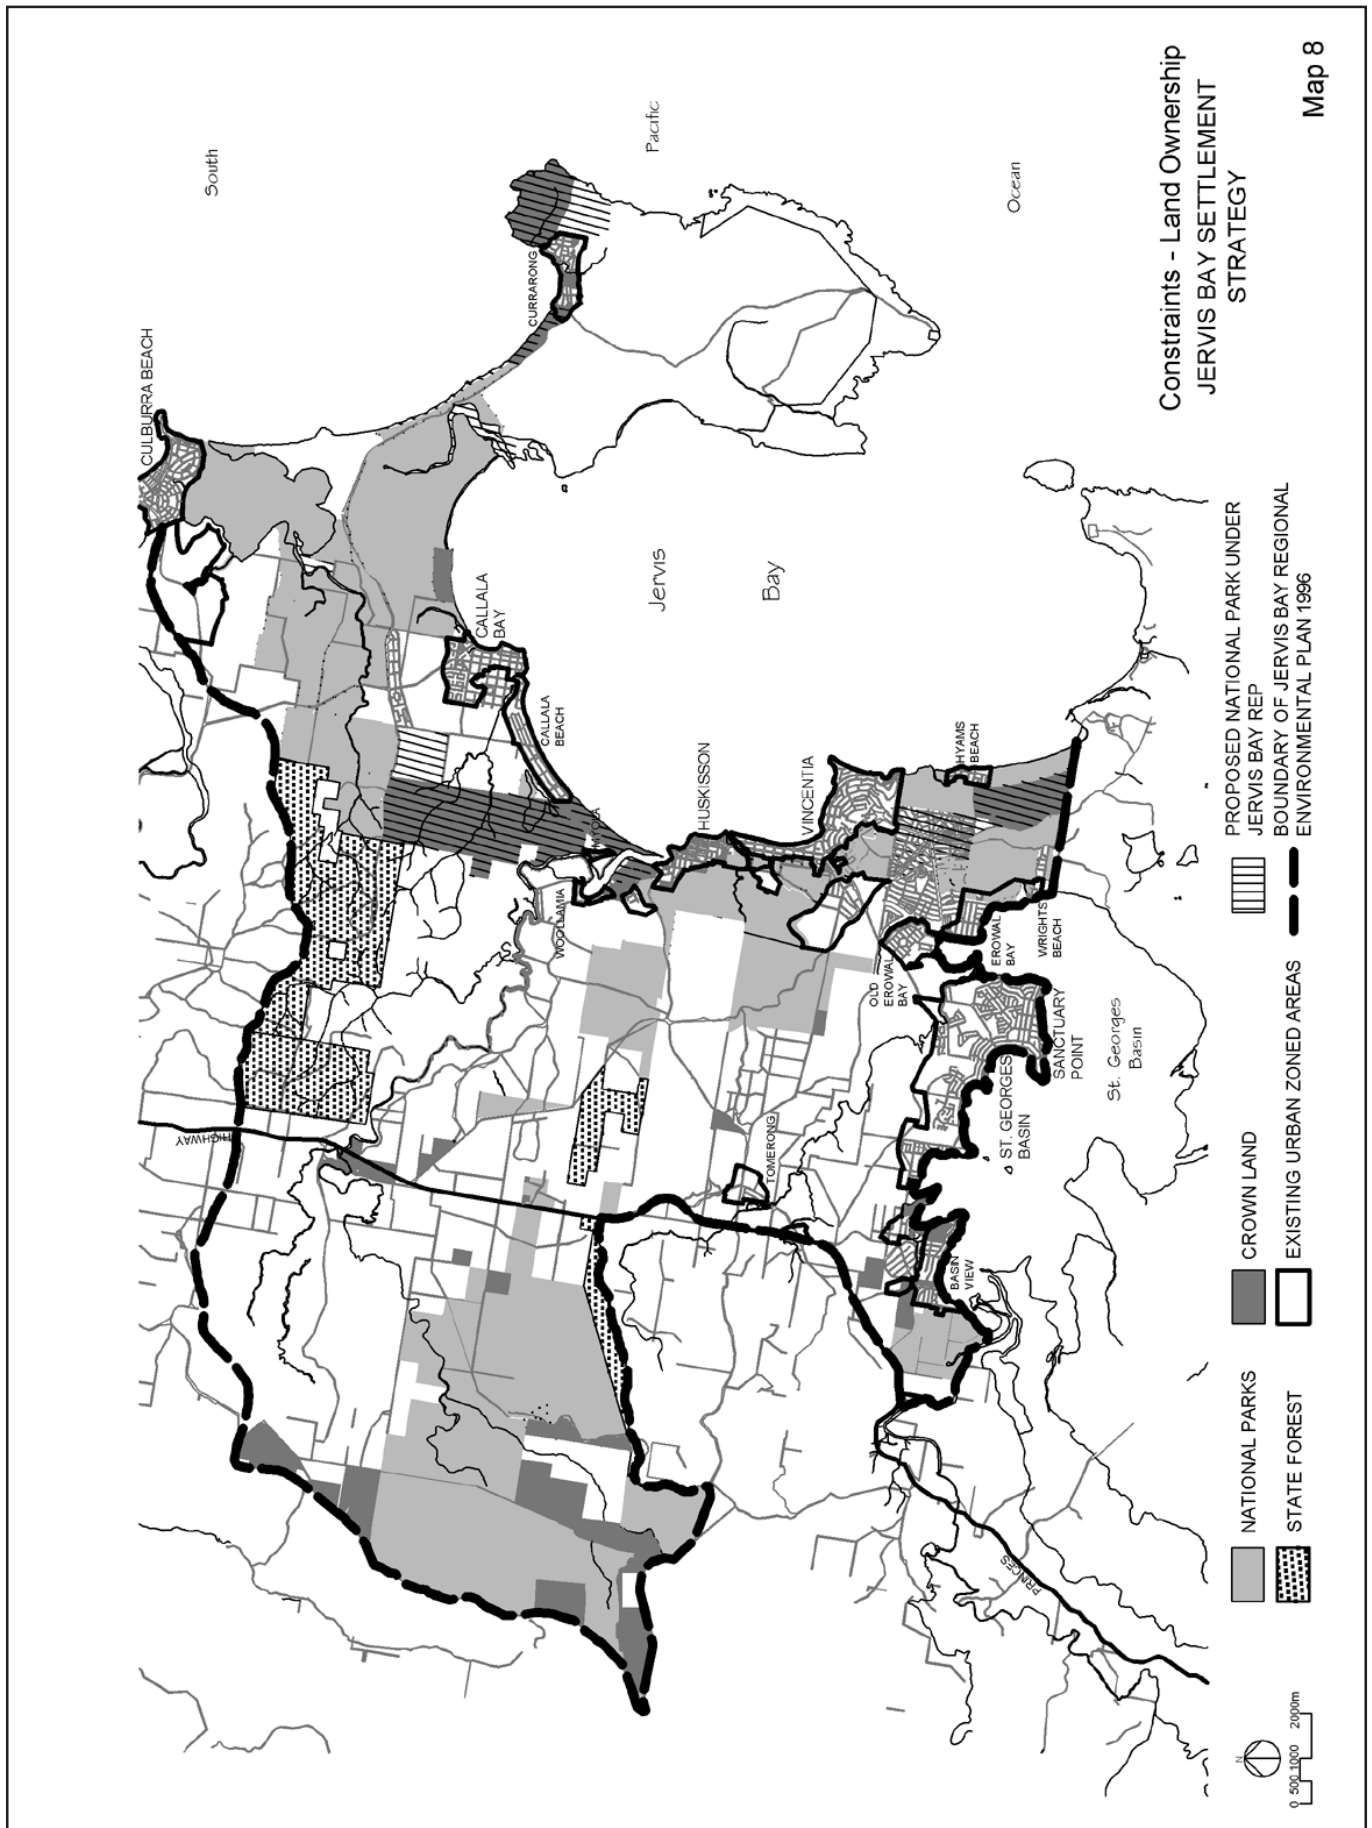 South
Pacific
Ocean
CULBURRA BEACH
CURRARONG
CALLALA
BAY
CALLALA
BEACH
Jervis
Bay
HUSKISSON
WOOLLAMIA
VINCENTIA
HYAMS
BEACH
OLD
EROWAL
BAY
EROWAL
BAY
WRIGHTS
BEACH
SANCTUARY
POINT
ST. GEORGES
BASIN
St. Georges
Basin
TOMERONG
BASIN
VIEW
HIGHWAY
PRINCES
Constraints - Land Ownership
JERVIS BAY SETTLEMENT
STRATEGY
Map 8
N
0 500 1000 2000m
NATIONAL PARKS
STATE FOREST
CROWN LAND
EXISTING URBAN ZONED AREAS
PROPOSED NATIONAL PARK UNDER
JERVIS BAY REP
BOUNDARY OF JERVIS BAY REGIONAL
ENVIRONMENTAL PLAN 1996